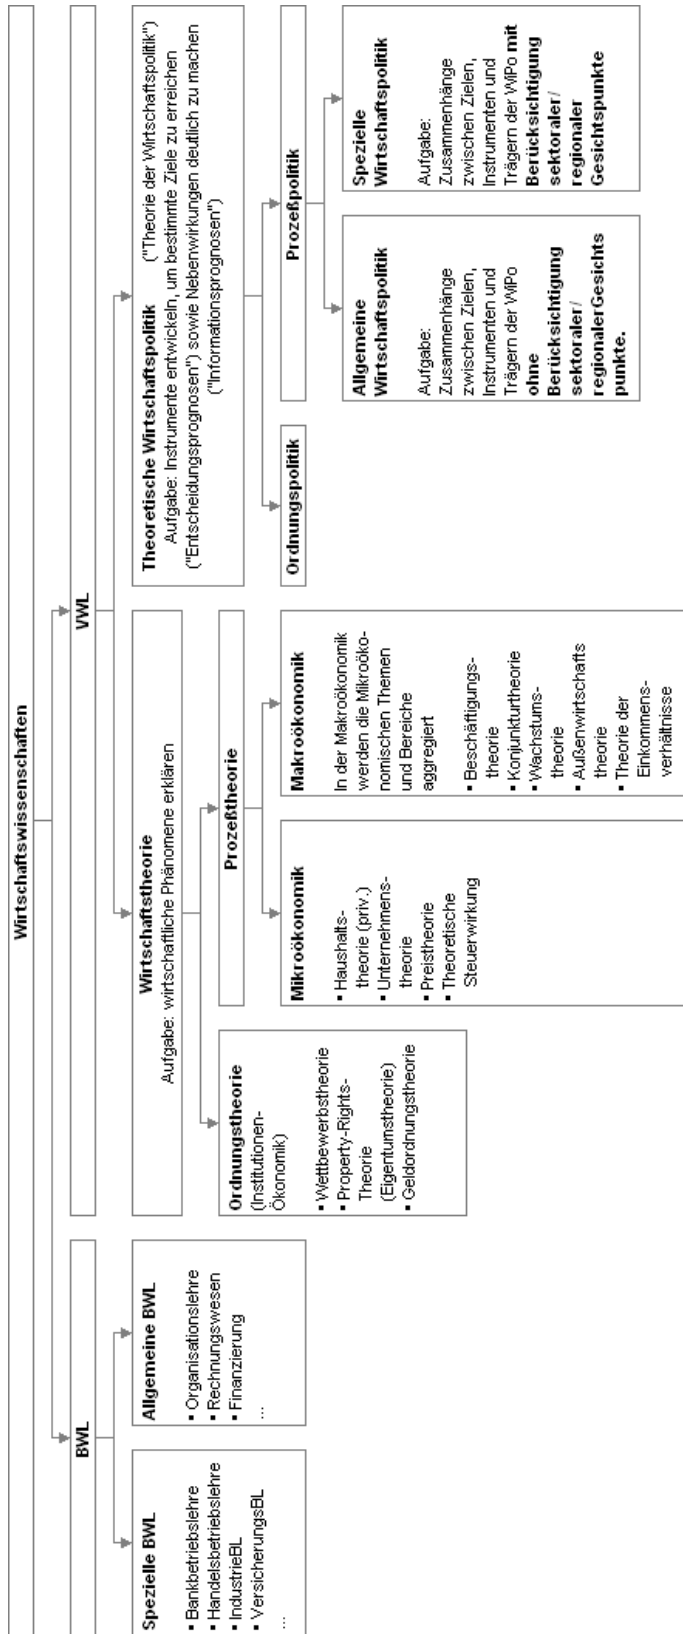 Wirtschaftswissenschaften
BWL
VWL
Spezielle BWL
▪ Bankbetriebslehre
▪ Handelsbetriebslehre
▪ IndustrieBL
▪ VersicherungsBL
...
Allgemeine BWL
▪ Organisationslehre
▪ Rechnungswesen
▪ Finanzierung
...
Wirtschaftstheorie
Aufgabe: wirtschaftliche Phänomene erklären
Theoretische Wirtschaftspolitik ("Theorie der Wirtschaftspolitik")
Aufgabe: Instrumente entwickeln, um bestimmte Ziele zu erreichen
("Entscheidungsprognosen") sowie Nebenwirkungen deutlich zu machen
("Informationsprognosen")
Ordnungstheorie
(Institutionen-
Ökonomik)
▪ Wettbewerbstheorie
▪ Property-Rights-
Theorie
(Eigentumstheorie)
▪ Geldordnungstheorie
Prozeßtheorie
Mikroökonomik
▪ Haushalts-
theorie (priv.)
▪ Unternehmens-
theorie
▪ Preistheorie
▪ Theoretische
Steuerwirkung
Makroökonomik
In der Makroökonomik
werden die Mikroöko-
nomischen Themen
und Bereiche
aggregiert
▪ Beschäftigungs-
theorie
▪ Konjunkturtheorie
▪ Wachstums-
theorie
▪ Außenwirtschafts
theorie
▪ Theorie der
Einkommens-
verhältnisse
Ordnungspolitik
Prozeßpolitik
Allgemeine
Wirtschaftspolitik
Aufgabe:
Zusammenhänge
zwischen Zielen,
Instrumenten und
Trägern der WiPo
ohne
Berücksichtigung
sektoraler/
regionalerGesichts
punkte.
Spezielle
Wirtschaftspolitik
Aufgabe:
Zusammenhänge
zwischen Zielen,
Instrumenten und
Trägern der WiPo mit
Berücksichtigung
sektoraler/
regionaler
Gesichtspunkte